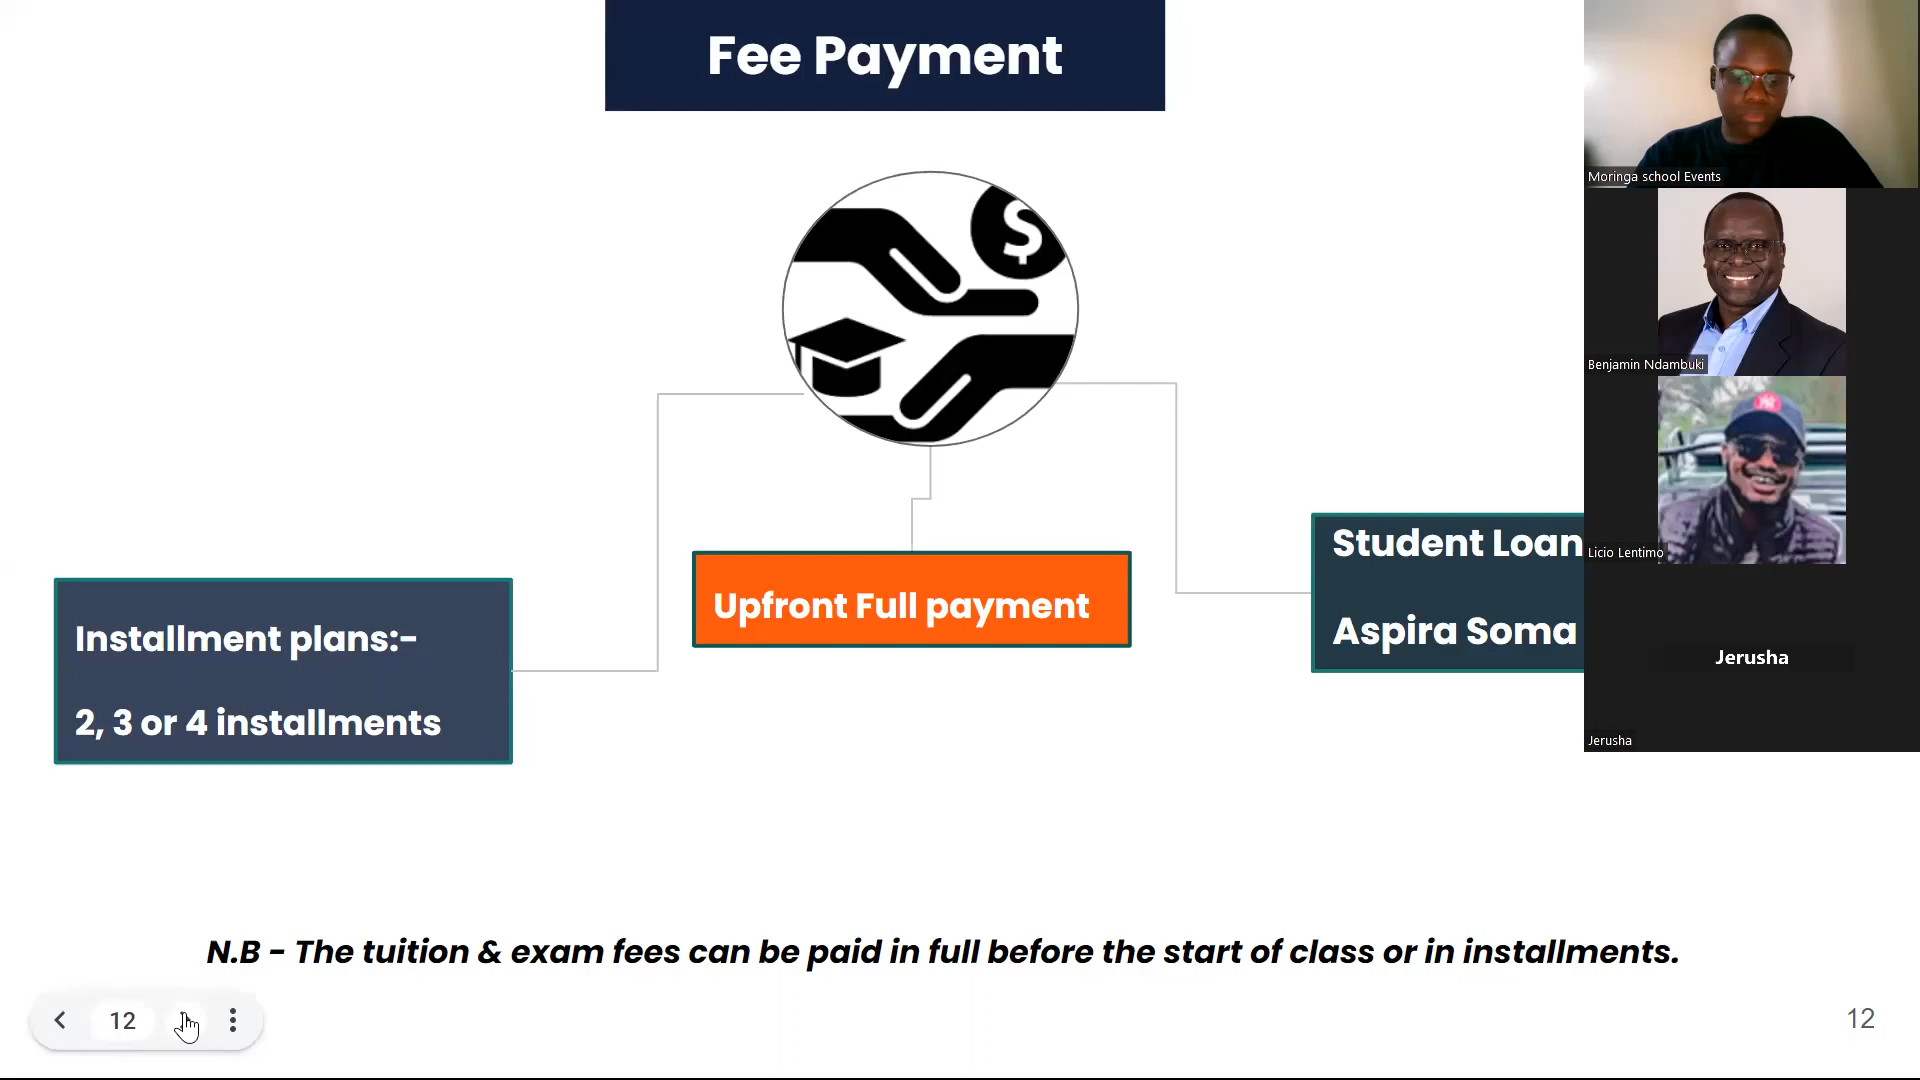 Fee Payment
$
Installment plans:-
2, 3 or 4 installments
Upfront Full payment
Student Loan
Aspira Soma
N.B - The tuition & exam fees can be paid in full before the start of class or in installments.
12
12
Moringa school Events
Benjamin Ndambuki
Licio Lentimo
Jerusha
Jerusha